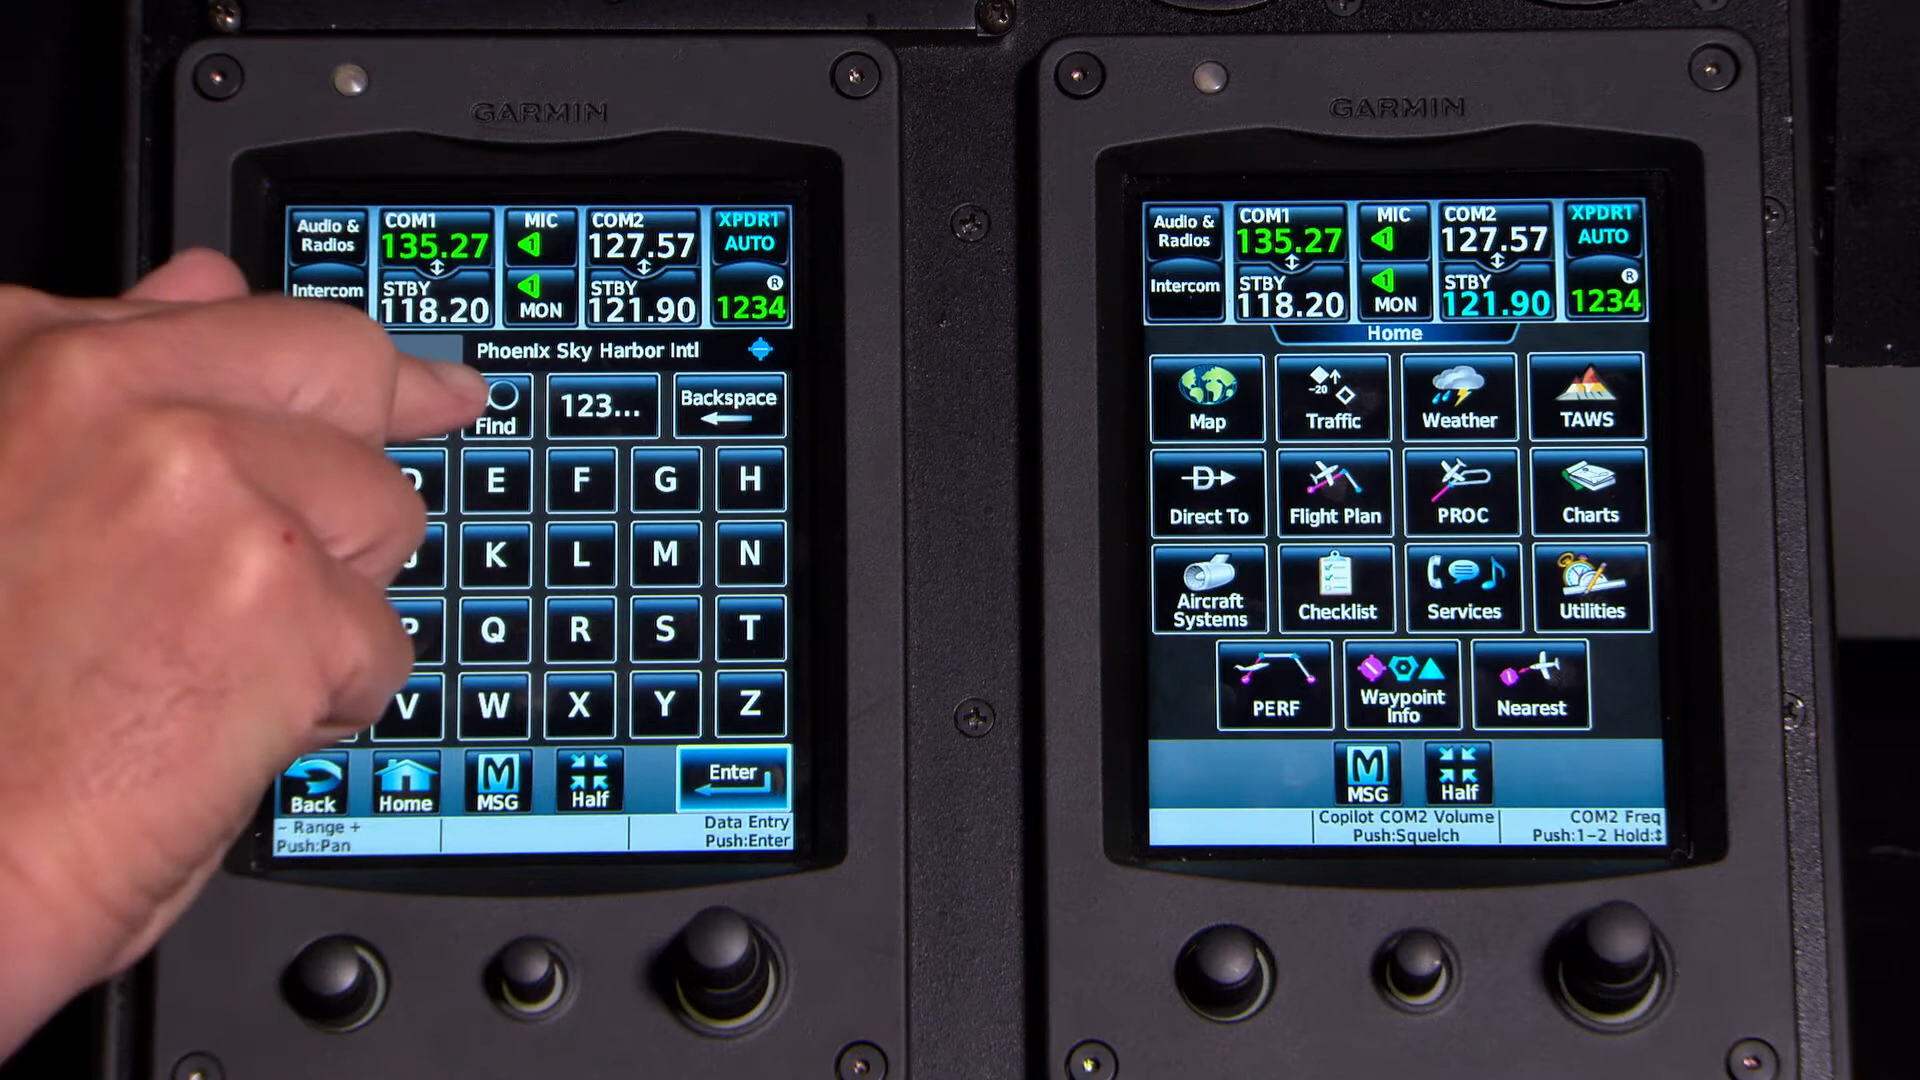 GARMIN
Audio & Radios
COM1
135.27
MIC
COM2
127.57
XPDR1
AUTO
Intercom
STBY
118.20
1
MON
STBY
121.90
R
1234
Phoenix Sky Harbor Intl
Find
123...
Backspace
E F G H
K L M N
P Q R S T
V W X Y Z
Back
Home
MSG
Half
Enter
- Range +
Push:Pan
Data Entry
Push:Enter
GARMIN
Audio & Radios
COM1
135.27
MIC
1
COM2
127.57
XPDR1
AUTO
Intercom
STBY
118.20
1
MON
STBY
121.90
R
1234
Home
Map
Traffic
-20
Weather
TAWS
Direct To
Flight Plan
PROC
Charts
Aircraft Systems
Checklist
Services
Utilities
PERF
Waypoint Info
Nearest
MSG
Half
Copilot COM2 Volume
Push:Squelch
COM2 Freq
Push:1-2 Hold:↕